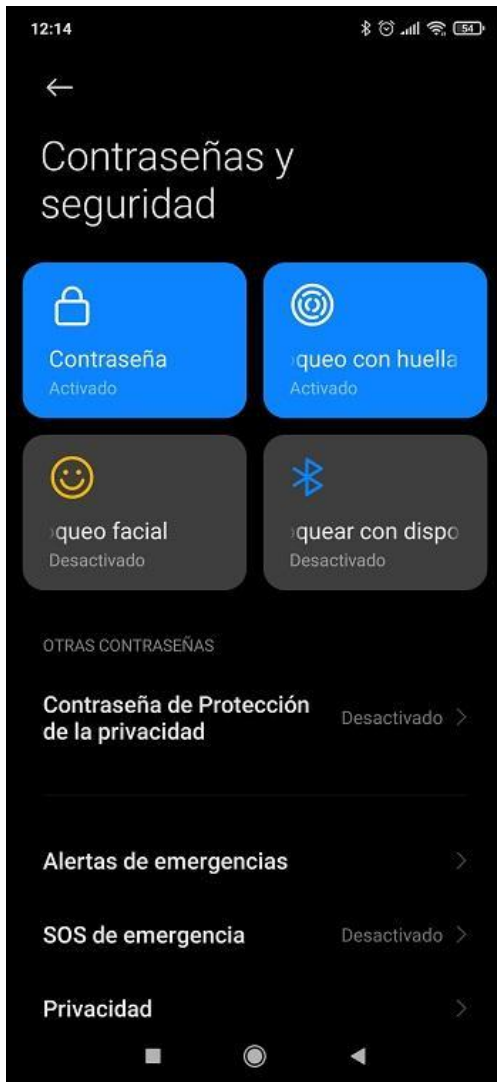 12:14
54
Contraseñas y
seguridad
Contraseña
Activado
queo con huella
Activado
queo facial
Desactivado
quear con dispo
Desactivado
OTRAS CONTRASEÑAS
Contraseña de Protección
de la privacidad
Desactivado
Alertas de emergencias
SOS de emergencia
Desactivado
Privacidad